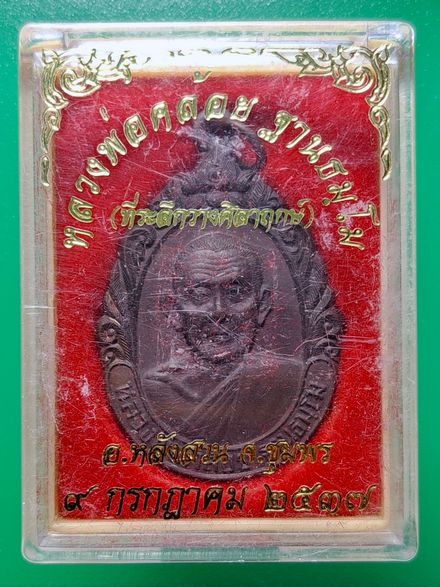 หลวงพ่อคล้อย ฐานธมฺโม
(ที่ระลึกวางศิลาฤกษ์)
อ.หลังสวน จ.ชุมพร
๙ กรกฎาคม ๒๕๓๗